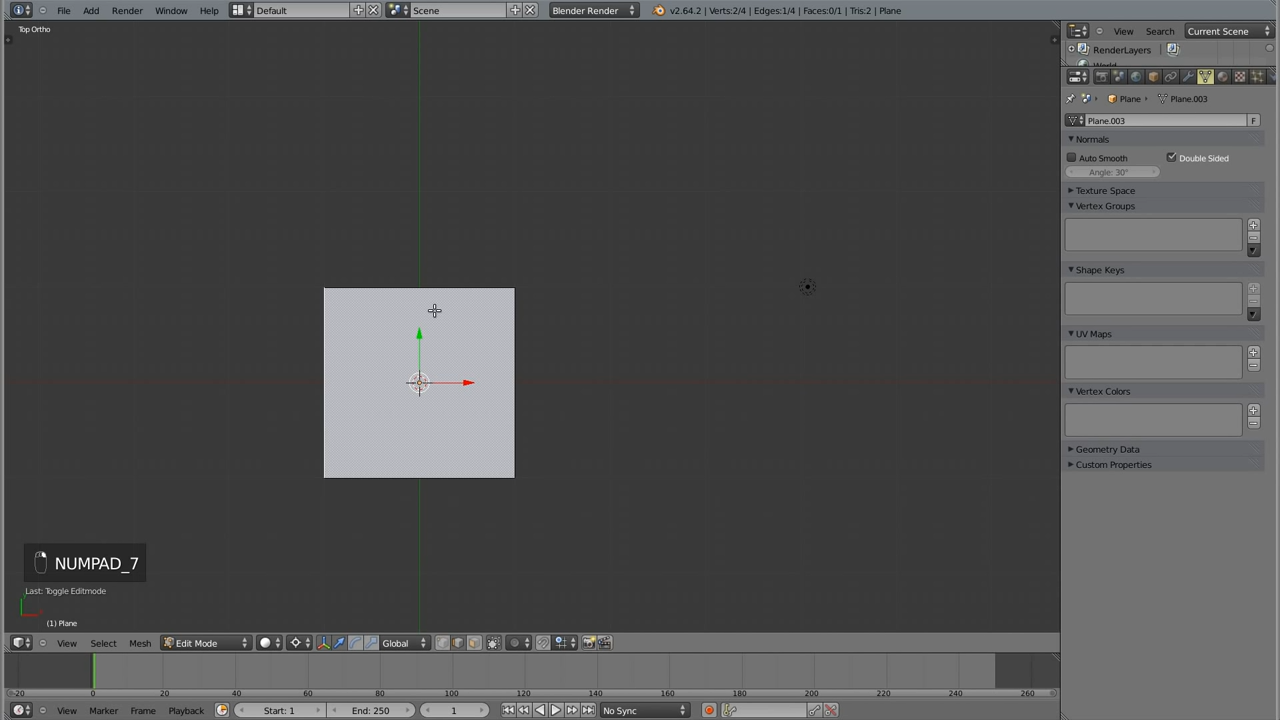 File Add Render Window Help Default Scene Blender Render v2.64.2 | Verts:2/4 | Edges:1/4 | Faces:0/1 | Tris:2 | Plane
Top Ortho
View Search Current Scene
RenderLayers
World
Plane Plane.003
Plane.003 F
Normals
Auto Smooth Double Sided
Angle: 30°
Texture Space
Vertex Groups
Shape Keys
UV Maps
Vertex Colors
Geometry Data
Custom Properties
NUMPAD_7
Last: Toggle Editmode
(1) Plane
View Select Mesh Edit Mode Global
-20 0 20 40 60 80 100 120 140 160 180 200 220 240 260
View Marker Frame Playback Start: 1 End: 250 1 No Sync